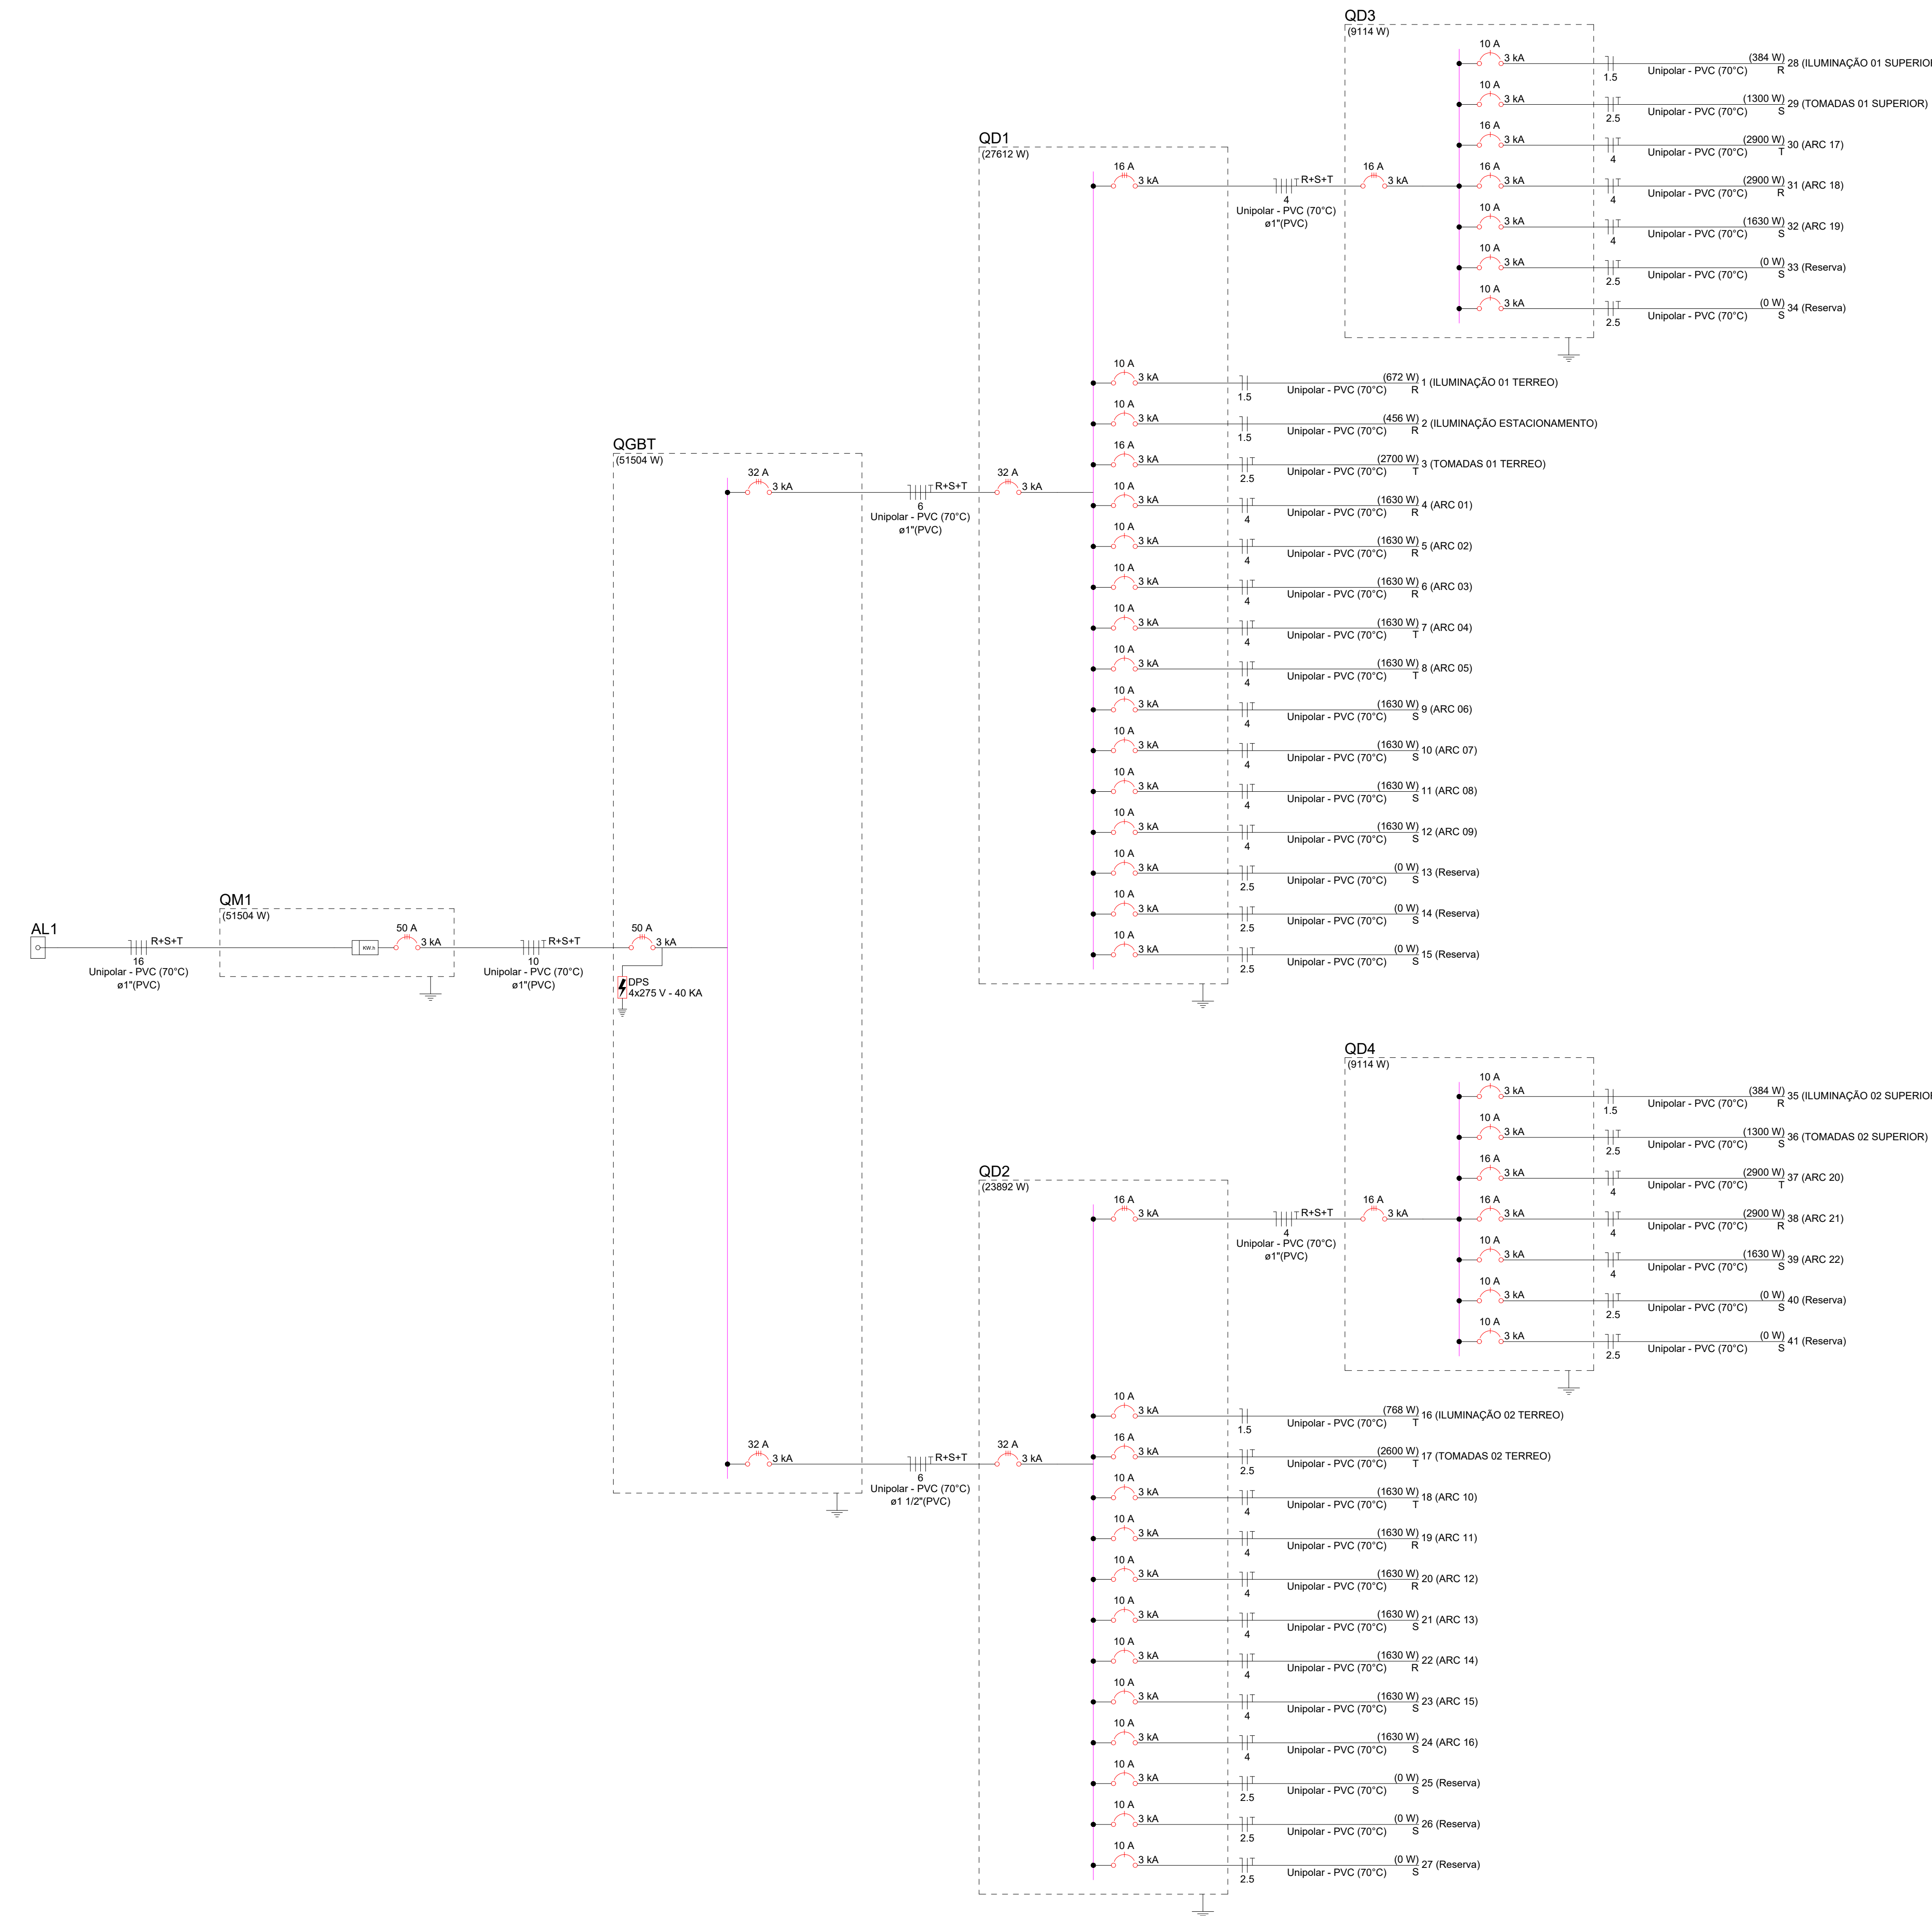 AL1
R+S+T
16
Unipolar - PVC (70°C)
ø1"(PVC)
QM1
(51504 W)
KW.h
50 A
3 kA
R+S+T
10
Unipolar - PVC (70°C)
ø1"(PVC)
QGBT
(51504 W)
50 A
3 kA
DPS
4x275 V - 40 KA
32 A
3 kA
R+S+T
6
Unipolar - PVC (70°C)
ø1"(PVC)
32 A
3 kA
R+S+T
6
Unipolar - PVC (70°C)
ø1 1/2"(PVC)
QD1
(27612 W)
32 A
3 kA
16 A
3 kA
R+S+T
4
Unipolar - PVC (70°C)
ø1"(PVC)
10 A
3 kA
1.5
Unipolar - PVC (70°C)
(672 W)
R
1 (ILUMINAÇÃO 01 TERREO)
10 A
3 kA
1.5
Unipolar - PVC (70°C)
(456 W)
R
2 (ILUMINAÇÃO ESTACIONAMENTO)
16 A
3 kA
2.5
Unipolar - PVC (70°C)
(2700 W)
T
3 (TOMADAS 01 TERREO)
10 A
3 kA
4
Unipolar - PVC (70°C)
(1630 W)
R
4 (ARC 01)
10 A
3 kA
4
Unipolar - PVC (70°C)
(1630 W)
R
5 (ARC 02)
10 A
3 kA
4
Unipolar - PVC (70°C)
(1630 W)
R
6 (ARC 03)
10 A
3 kA
4
Unipolar - PVC (70°C)
(1630 W)
T
7 (ARC 04)
10 A
3 kA
4
Unipolar - PVC (70°C)
(1630 W)
T
8 (ARC 05)
10 A
3 kA
4
Unipolar - PVC (70°C)
(1630 W)
S
9 (ARC 06)
10 A
3 kA
4
Unipolar - PVC (70°C)
(1630 W)
S
10 (ARC 07)
10 A
3 kA
4
Unipolar - PVC (70°C)
(1630 W)
S
11 (ARC 08)
10 A
3 kA
4
Unipolar - PVC (70°C)
(1630 W)
S
12 (ARC 09)
10 A
3 kA
2.5
Unipolar - PVC (70°C)
(0 W)
S
13 (Reserva)
10 A
3 kA
2.5
Unipolar - PVC (70°C)
(0 W)
S
14 (Reserva)
10 A
3 kA
2.5
Unipolar - PVC (70°C)
(0 W)
S
15 (Reserva)
QD3
(9114 W)
16 A
3 kA
10 A
3 kA
1.5
Unipolar - PVC (70°C)
(384 W)
R
28 (ILUMINAÇÃO 01 SUPERIOR
10 A
3 kA
2.5
Unipolar - PVC (70°C)
(1300 W)
S
29 (TOMADAS 01 SUPERIOR)
16 A
3 kA
4
Unipolar - PVC (70°C)
(2900 W)
T
30 (ARC 17)
16 A
3 kA
4
Unipolar - PVC (70°C)
(2900 W)
R
31 (ARC 18)
10 A
3 kA
4
Unipolar - PVC (70°C)
(1630 W)
S
32 (ARC 19)
10 A
3 kA
2.5
Unipolar - PVC (70°C)
(0 W)
S
33 (Reserva)
10 A
3 kA
2.5
Unipolar - PVC (70°C)
(0 W)
S
34 (Reserva)
QD2
(23892 W)
32 A
3 kA
16 A
3 kA
R+S+T
4
Unipolar - PVC (70°C)
ø1"(PVC)
10 A
3 kA
1.5
Unipolar - PVC (70°C)
(768 W)
T
16 (ILUMINAÇÃO 02 TERREO)
16 A
3 kA
2.5
Unipolar - PVC (70°C)
(2600 W)
T
17 (TOMADAS 02 TERREO)
10 A
3 kA
4
Unipolar - PVC (70°C)
(1630 W)
T
18 (ARC 10)
10 A
3 kA
4
Unipolar - PVC (70°C)
(1630 W)
R
19 (ARC 11)
10 A
3 kA
4
Unipolar - PVC (70°C)
(1630 W)
R
20 (ARC 12)
10 A
3 kA
4
Unipolar - PVC (70°C)
(1630 W)
S
21 (ARC 13)
10 A
3 kA
4
Unipolar - PVC (70°C)
(1630 W)
R
22 (ARC 14)
10 A
3 kA
4
Unipolar - PVC (70°C)
(1630 W)
S
23 (ARC 15)
10 A
3 kA
4
Unipolar - PVC (70°C)
(1630 W)
S
24 (ARC 16)
10 A
3 kA
2.5
Unipolar - PVC (70°C)
(0 W)
S
25 (Reserva)
10 A
3 kA
2.5
Unipolar - PVC (70°C)
(0 W)
S
26 (Reserva)
10 A
3 kA
2.5
Unipolar - PVC (70°C)
(0 W)
S
27 (Reserva)
QD4
(9114 W)
16 A
3 kA
10 A
3 kA
1.5
Unipolar - PVC (70°C)
(384 W)
R
35 (ILUMINAÇÃO 02 SUPERIOR
10 A
3 kA
2.5
Unipolar - PVC (70°C)
(1300 W)
S
36 (TOMADAS 02 SUPERIOR)
16 A
3 kA
4
Unipolar - PVC (70°C)
(2900 W)
T
37 (ARC 20)
16 A
3 kA
4
Unipolar - PVC (70°C)
(2900 W)
R
38 (ARC 21)
10 A
3 kA
4
Unipolar - PVC (70°C)
(1630 W)
S
39 (ARC 22)
10 A
3 kA
2.5
Unipolar - PVC (70°C)
(0 W)
S
40 (Reserva)
10 A
3 kA
2.5
Unipolar - PVC (70°C)
(0 W)
S
41 (Reserva)